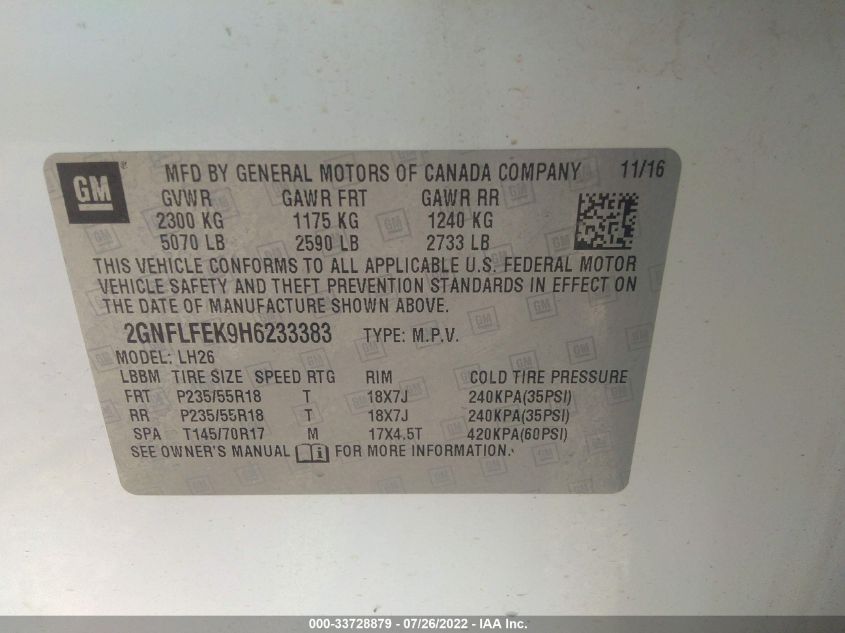 GM ® MFD BY GENERAL MOTORS OF CANADA COMPANY 11/16
GVWR GAWR FRT GAWR RR
2300 KG 1175 KG 1240 KG
5070 LB 2590 LB 2733 LB
THIS VEHICLE CONFORMS TO ALL APPLICABLE U.S. FEDERAL MOTOR
VEHICLE SAFETY AND THEFT PREVENTION STANDARDS IN EFFECT ON
THE DATE OF MANUFACTURE SHOWN ABOVE.
2GNFLFEK9H6233383 TYPE: M.P.V.
MODEL: LH26
LBBM TIRE SIZE SPEED RTG RIM COLD TIRE PRESSURE
FRT P235/55R18 T 18X7J 240KPA(35PSI)
RR P235/55R18 T 18X7J 240KPA(35PSI)
SPA T145/70R17 M 17X4.5T 420KPA(60PSI)
SEE OWNER'S MANUAL FOR MORE INFORMATION.
000-33728879 - 07/26/2022 - IAA Inc.